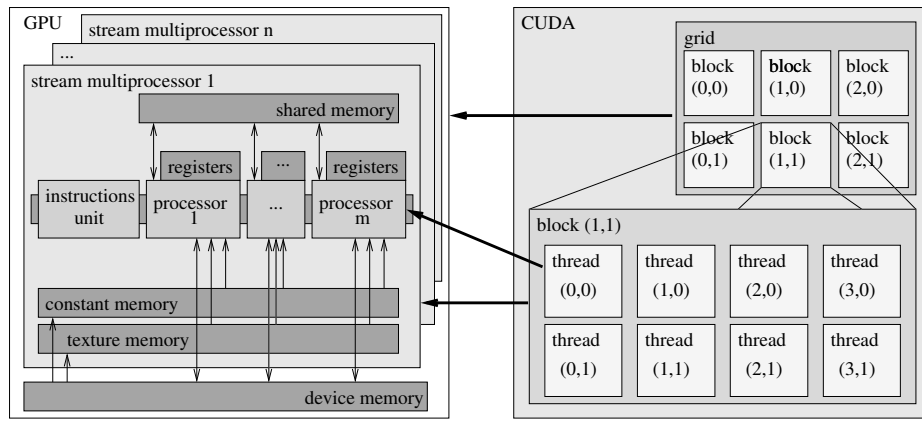 GPU
stream multiprocessor n
...
stream multiprocessor 1
shared memory
registers
...
registers
instructions
unit
processor
1
...
processor
m
constant memory
texture memory
device memory
CUDA
grid
block
(0,0)
block
(1,0)
block
(2,0)
block
(0,1)
block
(1,1)
block
(2,1)
block (1,1)
thread
(0,0)
thread
(1,0)
thread
(2,0)
thread
(3,0)
thread
(0,1)
thread
(1,1)
thread
(2,1)
thread
(3,1)